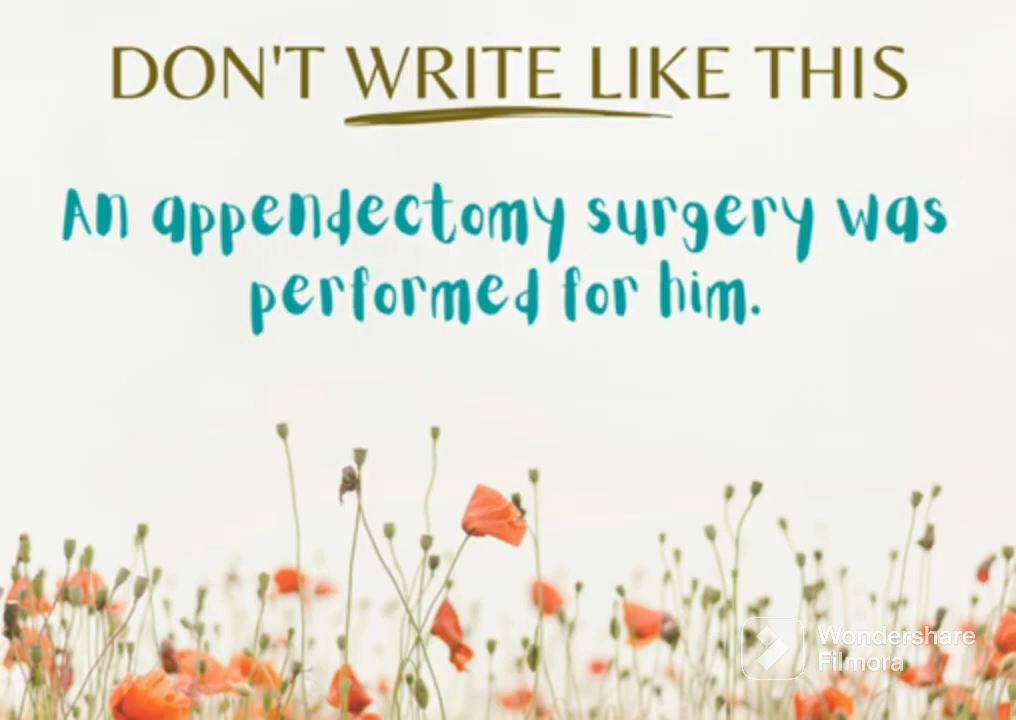 DON'T WRITE LIKE THIS
An appendectomy surgery was
performed for him.
Wondershare
Filmora